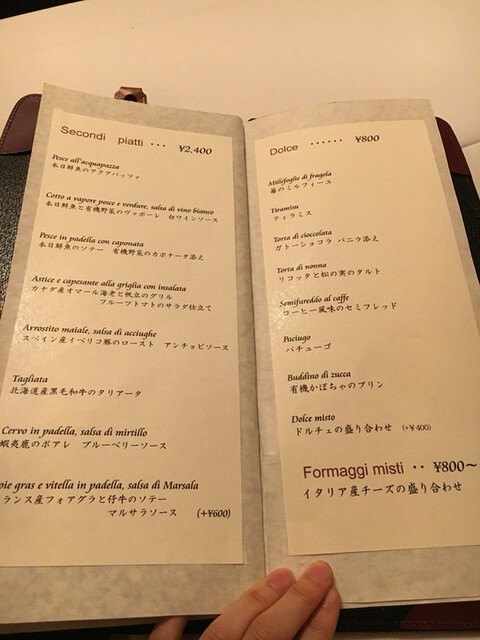 Secondi piatti ··· ¥2,400
Pesce all'acquapazza
本日鮮魚のアクアパッツァ
Cotto a vapore pesce e verdure, salsa di vino bianco
本日鮮魚と有機野菜のヴァポーレ 白ワインソース
Pesce in padella con caponata
本日鮮魚のソテー 有機野菜のカポナータ添え
Astice e capesante alla griglia con insalata
カナダ産オマール海老と帆立のグリル
フルーツトマトのサラダ仕立て
Arrostito maiale, salsa di acciughe
スペイン産イベリコ豚のロースト アンチョビソース
Tagliata
北海道産黒毛和牛のタリアータ
Cervo in padella, salsa di mirtillo
蝦夷鹿のポアレ ブルーベリーソース
oie gras e vitella in padella, salsa di Marsala
ランス産フォアグラと仔牛のソテー
マルサラソース (+¥600)
Dolce ······ ¥800
Millefoglie di fragola
苺のミルフィーユ
Tiramisu
ティラミス
Torta di cioccolata
ガトーショコラ バニラ添え
Torta di nonna
リコッタと松の実のタルト
Semifureddo al caffe
コーヒー風味のセミフレッド
Paciugo
パチューゴ
Buddino di zucca
有機かぼちゃのプリン
Dolce misto
ドルチェの盛り合わせ (+¥400)
Formaggi misti ·· ¥800〜
イタリア産チーズの盛り合わせ